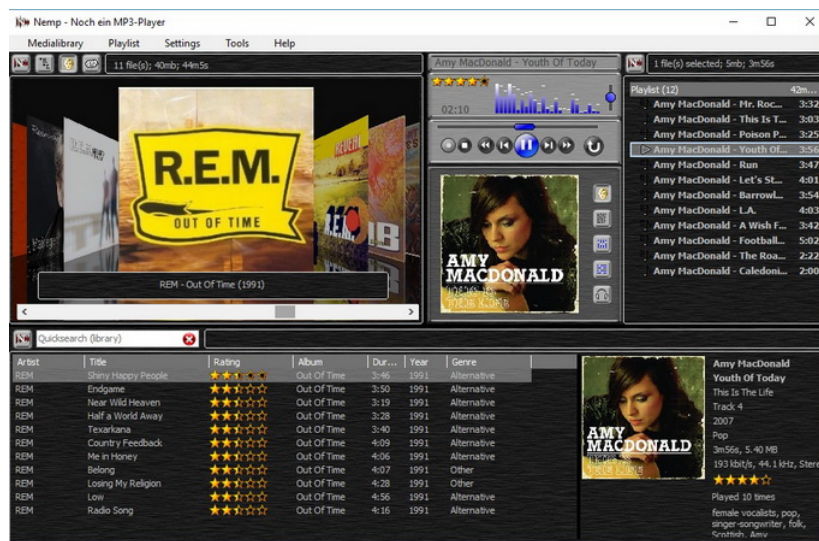 Nemp - Noch ein MP3-Player
Medialibrary Playlist Settings Tools Help
11 file(s); 40mb; 44m5s
R.E.M.
OUT OF TIME
REM - Out Of Time (1991)
Amy MacDonald - Youth Of Today
02:10
AMY
MACDONALD
1 file(s) selected; 5mb; 3m56s
Playlist (12) 42m...
Amy MacDonald - Mr. Roc... 3:32
Amy MacDonald - This Is T... 3:03
Amy MacDonald - Poison P... 3:25
Amy MacDonald - Youth Of... 3:56
Amy MacDonald - Run 3:47
Amy MacDonald - Let's St... 4:01
Amy MacDonald - Barrowl... 3:54
Amy MacDonald - L.A. 4:03
Amy MacDonald - A Wish F... 3:42
Amy MacDonald - Football... 5:02
Amy MacDonald - The Roa... 2:22
Amy MacDonald - Caledoni... 2:00
Quicksearch (library)
Artist Title Rating Album Dur... Year Genre
REM Shiny Happy People Out Of Time 3:46 1991 Alternative
REM Endgame Out Of Time 3:50 1991 Alternative
REM Near Wild Heaven Out Of Time 3:19 1991 Alternative
REM Half a World Away Out Of Time 3:28 1991 Alternative
REM Texarkana Out Of Time 3:40 1991 Alternative
REM Country Feedback Out Of Time 4:09 1991 Alternative
REM Me in Honey Out Of Time 4:06 1991 Alternative
REM Belong Out Of Time 4:07 1991 Other
REM Losing My Religion Out Of Time 4:28 1991 Other
REM Low Out Of Time 4:56 1991 Alternative
REM Radio Song Out Of Time 4:16 1991 Alternative
AMY
MACDONALD
Amy MacDonald
Youth Of Today
This Is The Life
Track 4
2007
Pop
3m56s, 5.40 MB
193 kbit/s, 44.1 kHz, Stere
Played 10 times
female vocalists, pop,
singer-songwriter, folk,
Scottish, Amy